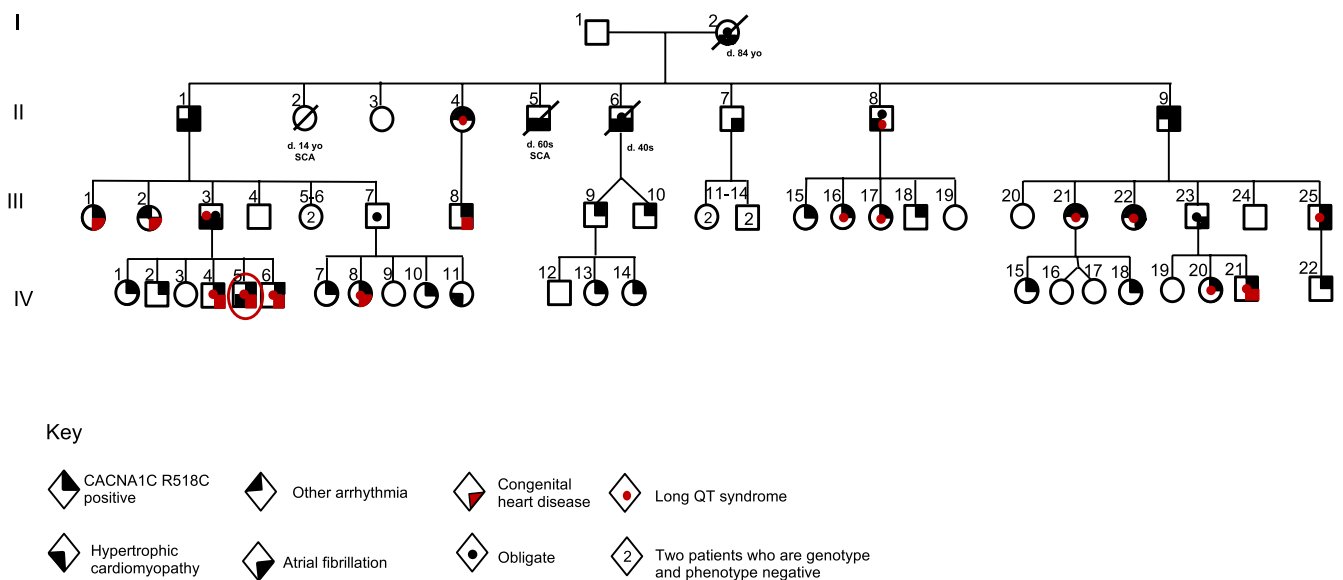 I
1
2
d. 84 yo
II
1
2
3
4
5
6
7
8
9
d. 14 yo
SCA
d. 60s
SCA
d. 40s
III
1
2
3
4
5-6
7
8
9
10
11-14
15
16
17
18
19
20
21
22
23
24
25
2
2
2
IV
1
2
3
4
5
6
7
8
9
10
11
12
13
14
15
16
17
18
19
20
21
22
Key
CACNA1C R518C
positive
Other arrhythmia
Congenital
heart disease
Long QT syndrome
Hypertrophic
cardiomyopathy
Atrial fibrillation
Obligate
2
Two patients who are genotype
and phenotype negative